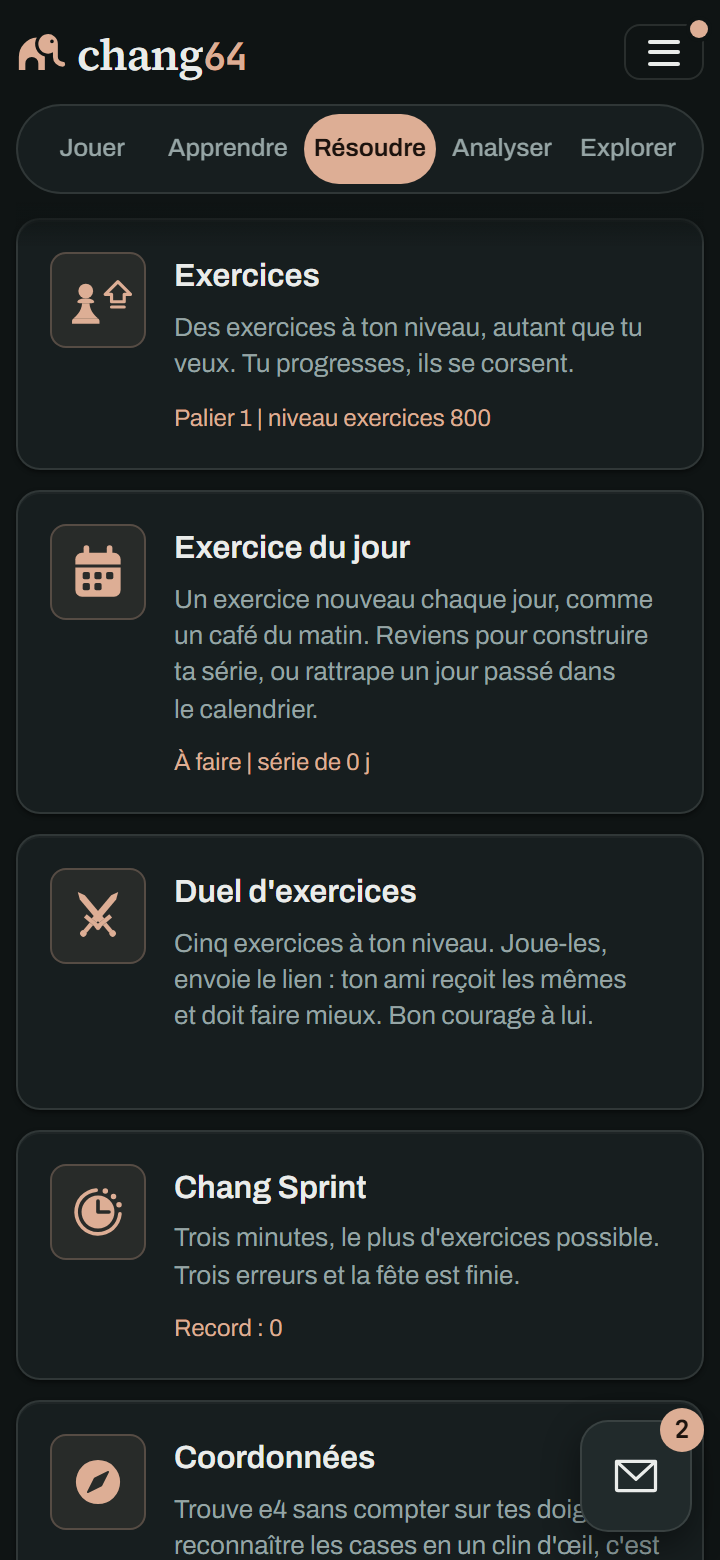 chang64
Jouer Apprendre Résoudre Analyser Explorer
Exercices
Des exercices à ton niveau, autant que tu
veux. Tu progresses, ils se corsent.
Palier 1 | niveau exercices 800
Exercice du jour
Un exercice nouveau chaque jour, comme
un café du matin. Reviens pour construire
ta série, ou rattrape un jour passé dans
le calendrier.
À faire | série de 0 j
Duel d'exercices
Cinq exercices à ton niveau. Joue-les,
envoie le lien : ton ami reçoit les mêmes
et doit faire mieux. Bon courage à lui.
Chang Sprint
Trois minutes, le plus d'exercices possible.
Trois erreurs et la fête est finie.
Record : 0
2
Coordonnées
Trouve e4 sans compter sur tes
reconnaître les cases en un clin d'œil, c'est